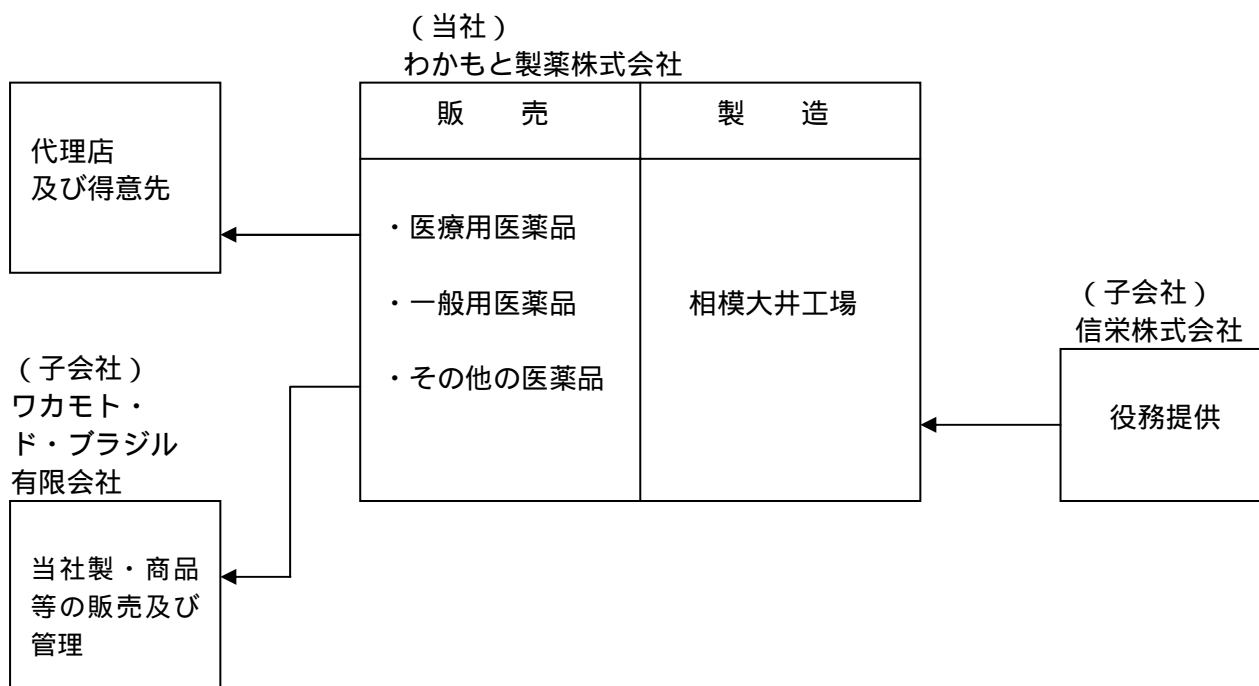 （当社）
わかもと製薬株式会社
販　　売
製　　造
代理店
及び得意先
・医療用医薬品
・一般用医薬品
・その他の医薬品
相模大井工場
（子会社）
信栄株式会社
役務提供
（子会社）
ワカモト・
ド・ブラジル
有限会社
当社製・商品
等の販売及び
管理